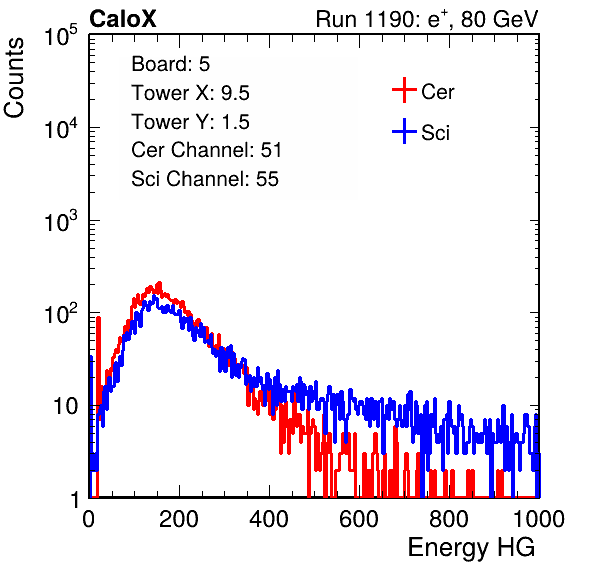 CaloX Run 1190: e⁺, 80 GeV
Counts
Board: 5
Tower X: 9.5
Tower Y: 1.5
Cer Channel: 51
Sci Channel: 55
Cer
Sci
10⁵
10⁴
10³
10²
10
1
0 200 400 600 800 1000
Energy HG